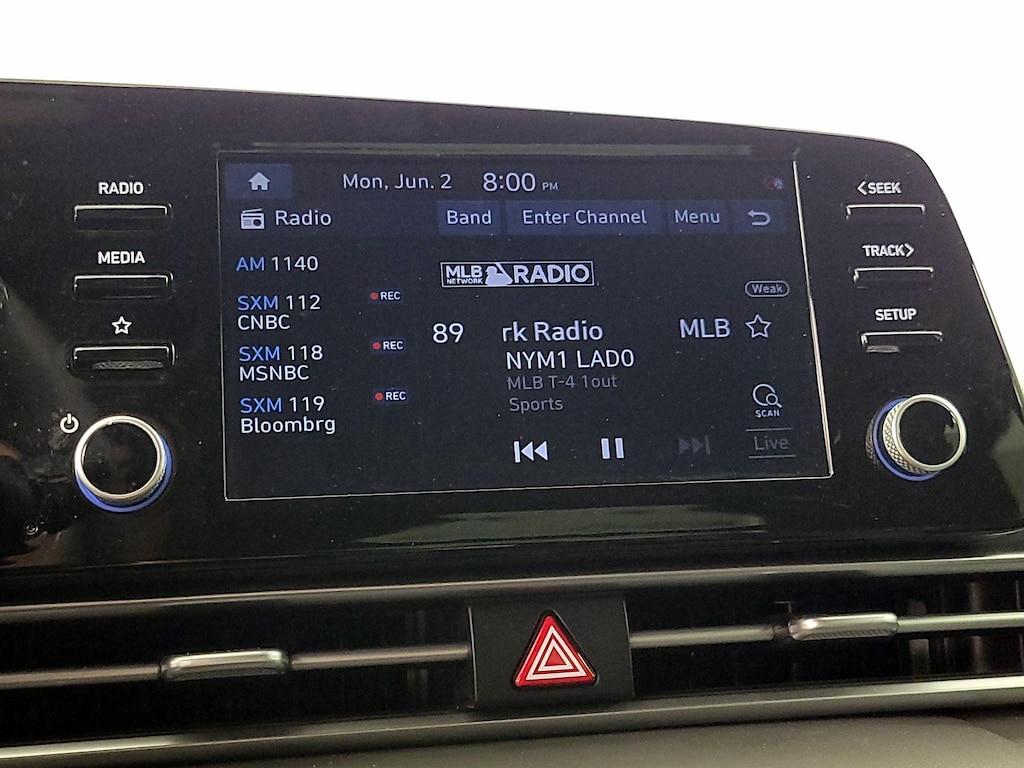 RADIO
MEDIA
Mon, Jun. 2 8:00 PM
Radio Band Enter Channel Menu
AM 1140
SXM 112 REC
CNBC
SXM 118 REC
MSNBC
SXM 119 REC
Bloombrg
MLB NETWORK RADIO
Weak
89 rk Radio MLB
NYM1 LAD0
MLB T-4 1out
Sports
SCAN
Live
<SEEK
TRACK>
SETUP